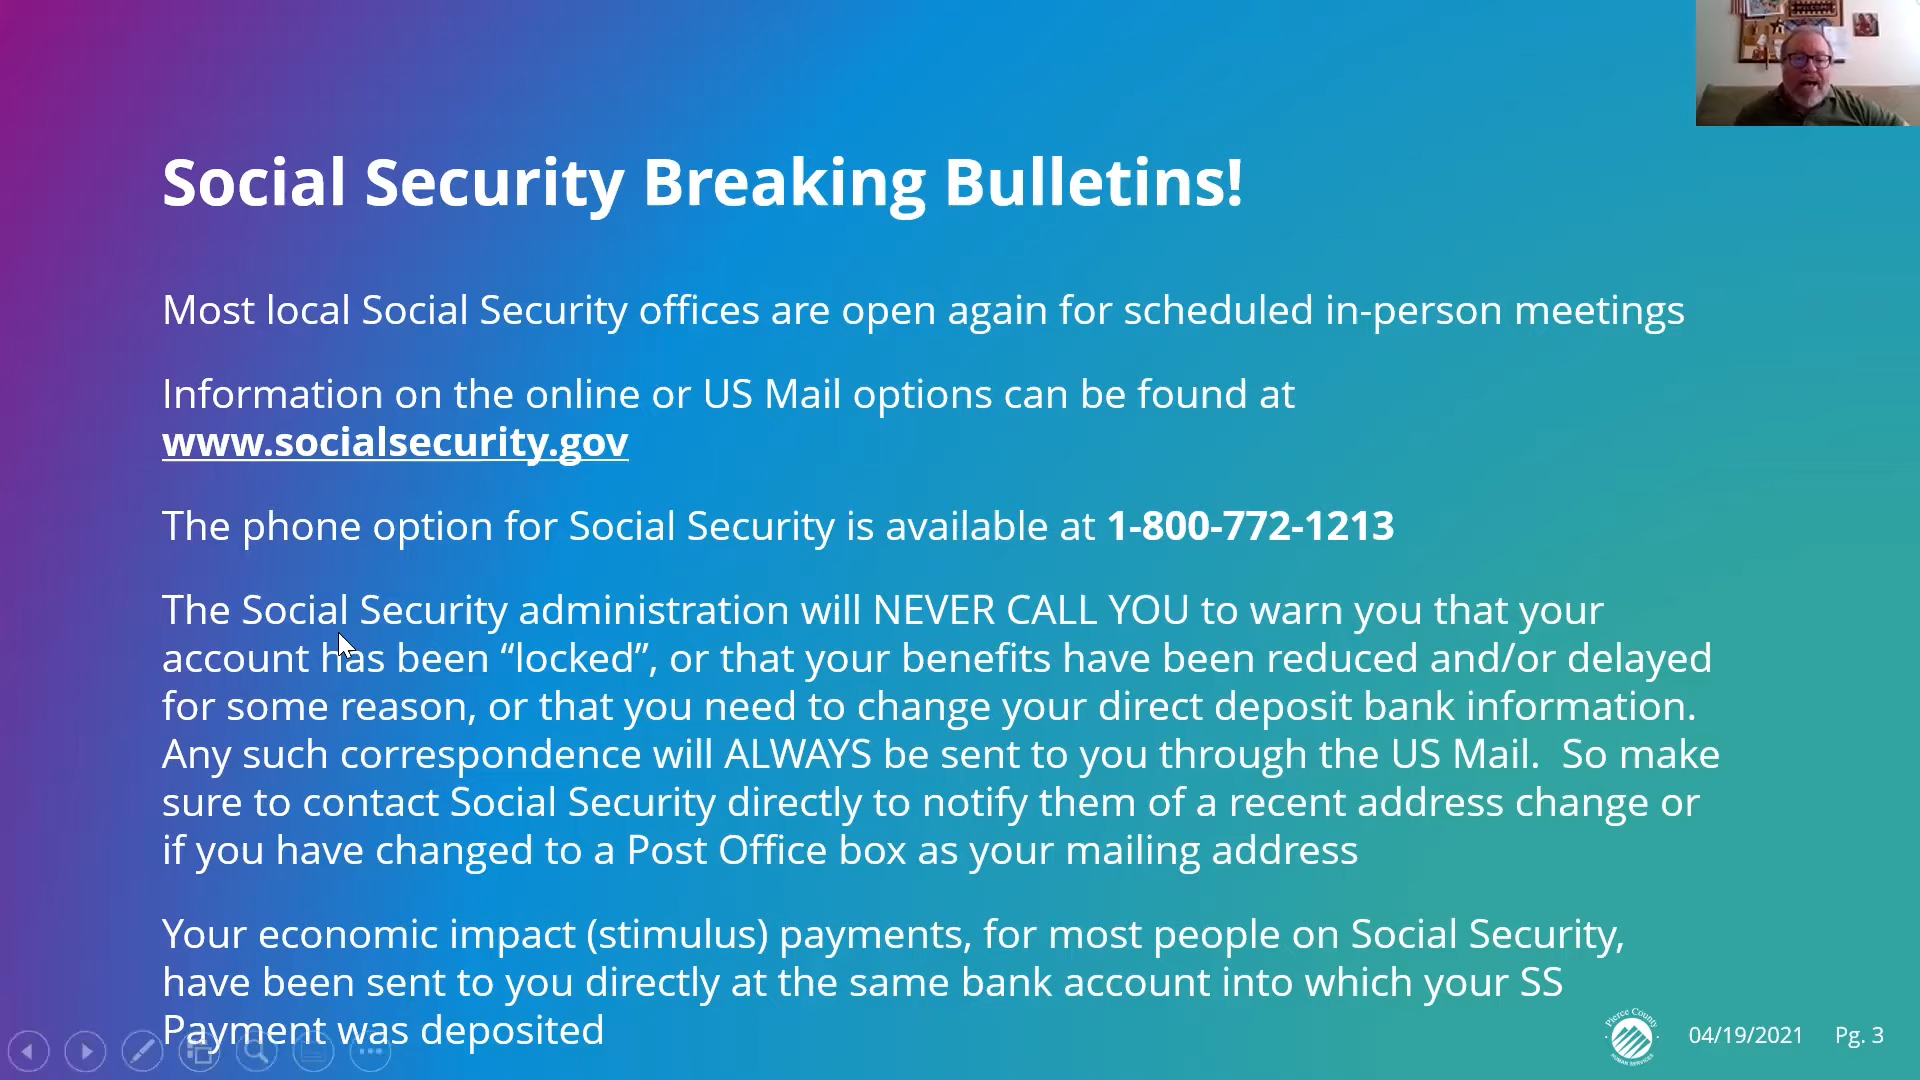 Social Security Breaking Bulletins!
Most local Social Security offices are open again for scheduled in-person meetings
Information on the online or US Mail options can be found at
www.socialsecurity.gov
The phone option for Social Security is available at 1-800-772-1213
The Social Security administration will NEVER CALL YOU to warn you that your
account has been “locked”, or that your benefits have been reduced and/or delayed
for some reason, or that you need to change your direct deposit bank information.
Any such correspondence will ALWAYS be sent to you through the US Mail.  So make
sure to contact Social Security directly to notify them of a recent address change or
if you have changed to a Post Office box as your mailing address
Your economic impact (stimulus) payments, for most people on Social Security,
have been sent to you directly at the same bank account into which your SS
Payment was deposited
Pierce County
HUMAN SERVICES
04/19/2021 Pg. 3